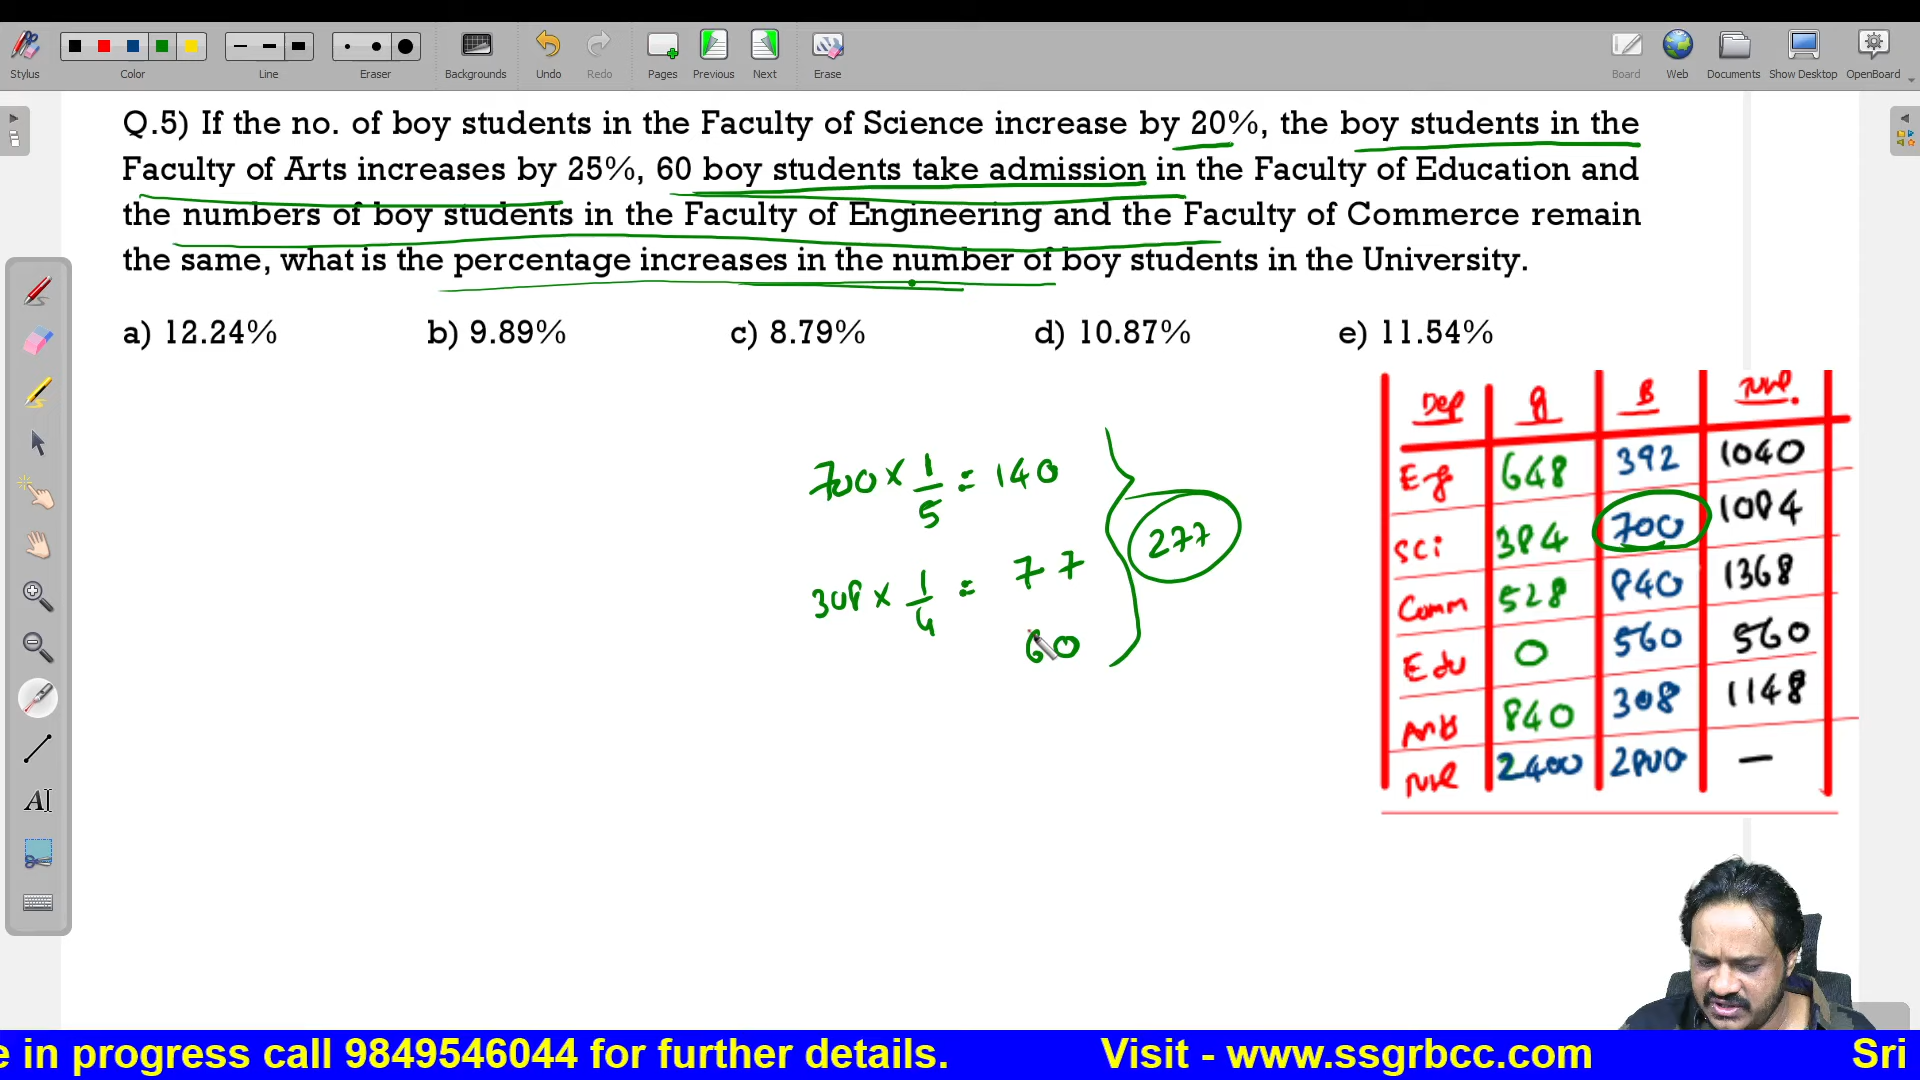 Stylus
Color
Line
Eraser
Backgrounds
Undo
Redo
Pages
Previous
Next
Erase
Board
Web
Documents
Show Desktop
OpenBoard
Q.5) If the no. of boy students in the Faculty of Science increase by 20%, the boy students in the
Faculty of Arts increases by 25%, 60 boy students take admission in the Faculty of Education and
the numbers of boy students in the Faculty of Engineering and the Faculty of Commerce remain
the same, what is the percentage increases in the number of boy students in the University.
a) 12.24% b) 9.89% c) 8.79% d) 10.87% e) 11.54%
700 × 1/5 = 140
308 × 1/4 = 77
60
277
Dep g B
Eg 648 392 1040
Sci 384 700 1084
Comm 528 840 1368
Edu 0 560 560
Arts 840 308 1148
2400 2800 —
AI
e in progress call 9849546044 for further details. Visit - www.ssgrbcc.com Sri